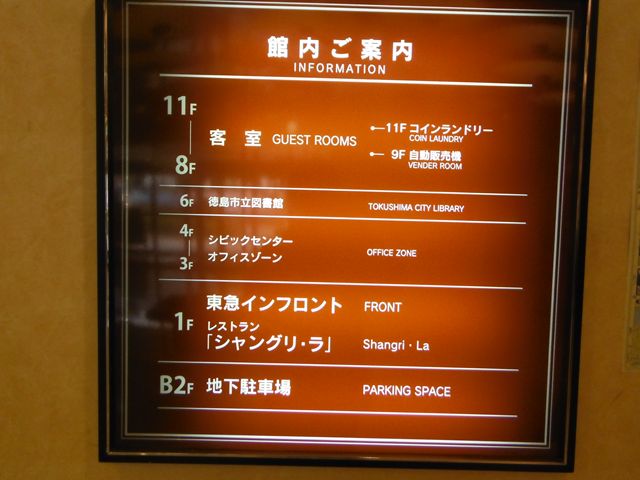 館内ご案内
INFORMATION
11F
8F
客 室 GUEST ROOMS
11F コインランドリー
COIN LAUNDRY
9F 自動販売機
VENDER ROOM
6F 徳島市立図書館 TOKUSHIMA CITY LIBRARY
4F
3F
シビックセンター
オフィスゾーン OFFICE ZONE
1F
東急インフロント FRONT
レストラン
「シャングリ・ラ」 Shangri・La
B2F 地下駐車場 PARKING SPACE